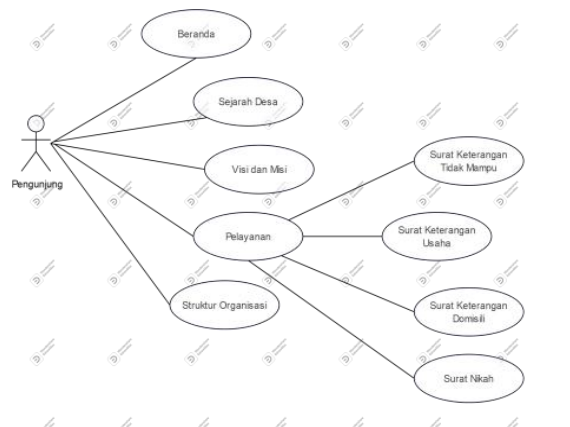 Beranda
Sejarah Desa
Pengunjung
Visi dan Misi
Surat Keterangan
Tidak Mampu
Pelayanan
Surat Keterangan
Usaha
Struktur Organisasi
Surat Keterangan
Domisili
Surat Nikah